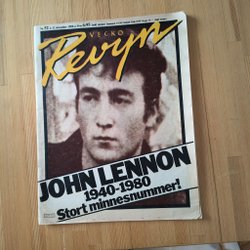 VECKO
Revyn
JOHN LENNON
1940-1980
Stort minnesnummer!